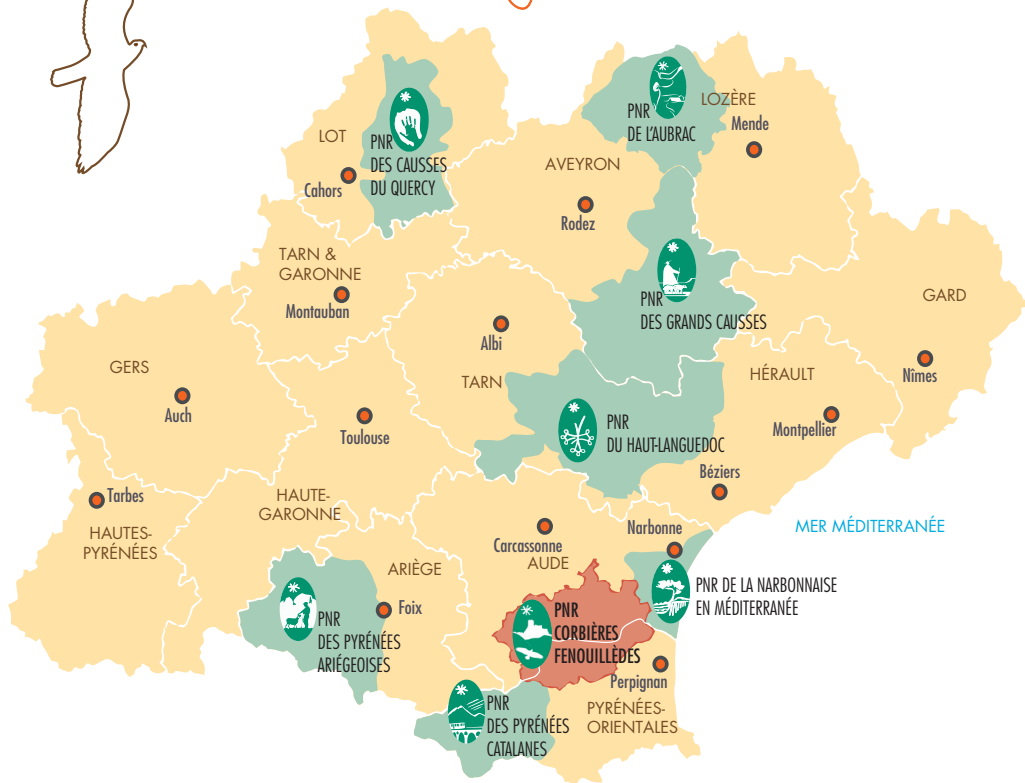 LOZÈRE
PNR
DE L'AUBRAC
Mende
LOT
PNR
DES CAUSSES
DU QUERCY
Cahors
AVEYRON
Rodez
TARN &
GARONNE
Montauban
PNR
DES GRANDS CAUSSES
GARD
Nîmes
Albi
TARN
GERS
Auch
Toulouse
HÉRAULT
Montpellier
PNR
DU HAUT-LANGUEDOC
Béziers
Tarbes
HAUTES-
PYRÉNÉES
HAUTE-
GARONNE
Carcassonne
AUDE
Narbonne
MER MÉDITERRANÉE
PNR DE LA NARBONNAISE
EN MÉDITERRANÉE
ARIÈGE
Foix
PNR
DES PYRÉNÉES
ARIÉGEOISES
PNR
CORBIÈRES
FENOUILLÈDES
Perpignan
PYRÉNÉES-
ORIENTALES
PNR
DES PYRÉNÉES
CATALANES